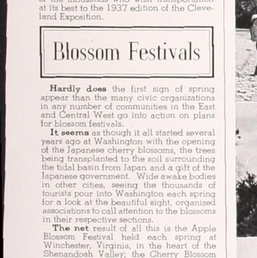 at its best to the 1937 edition of the Cleve-
land Exposition.
Blossom Festivals
Hardly does the first sign of spring
appear than the many civic organizations
in any number of communities in the East
and Central West go into action on plans
for blossom festivals.
It seems as though it all started several
years ago at Washington with the opening
of the Japanese cherry blossoms, the trees
being transplanted to the soil surrounding
the tidal basin from Japan and a gift of the
Japanese government. Wide awake bodies
in other cities, seeing the thousands of
tourists pour into Washington each spring
for a look at the beautiful sight, organized
associations to call attention to the blossoms
in their respective sections.
The net result of all this is the Apple
Blossom Festival held each spring at
Winchester, Virginia, in the heart of the
Shenandoah Valley; the Cherry Blossom